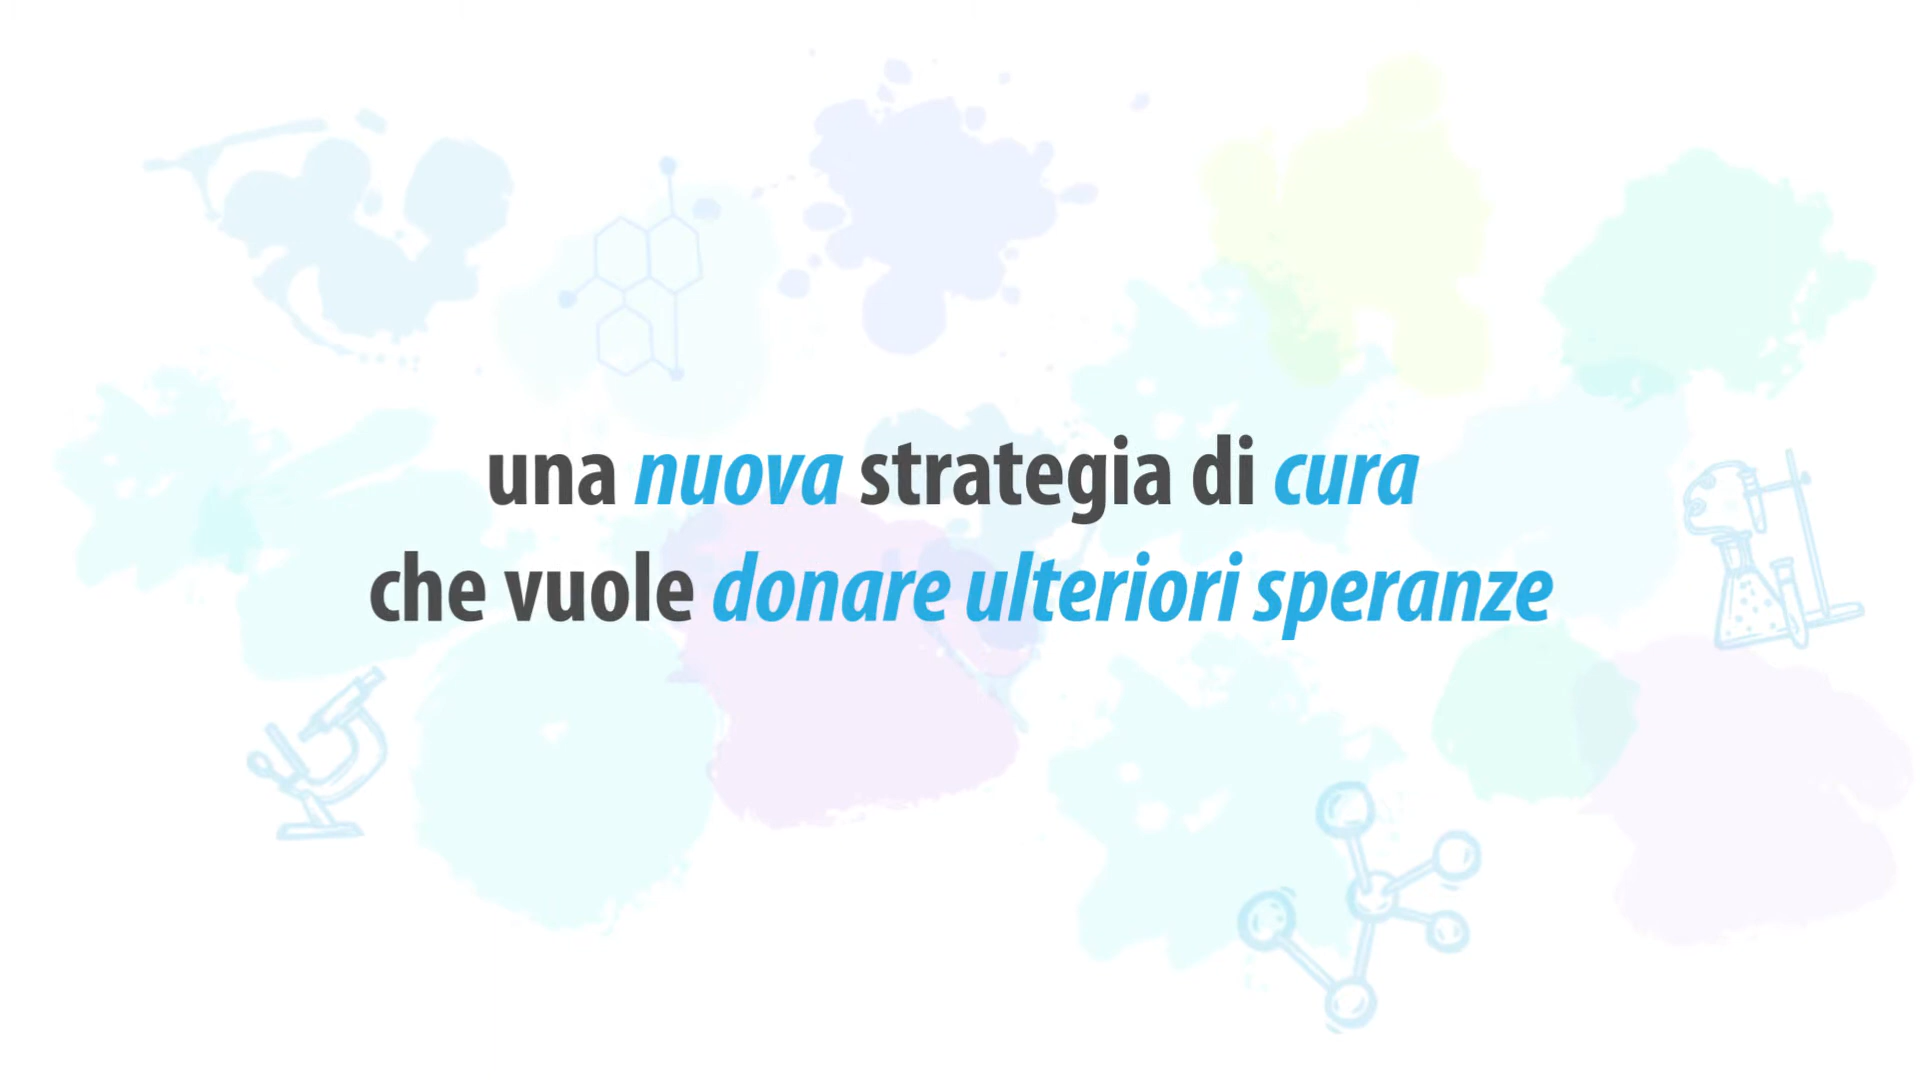 una nuova strategia di cura
che vuole donare ulteriori speranze